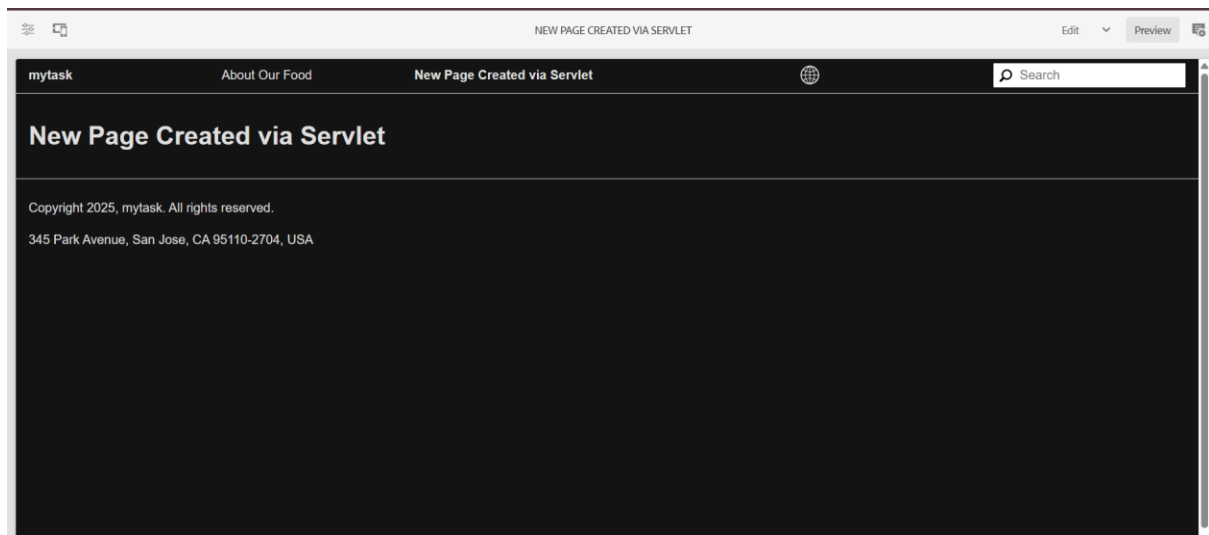 NEW PAGE CREATED VIA SERVLET Edit Preview
mytask About Our Food New Page Created via Servlet Search
New Page Created via Servlet
Copyright 2025, mytask. All rights reserved.
345 Park Avenue, San Jose, CA 95110-2704, USA